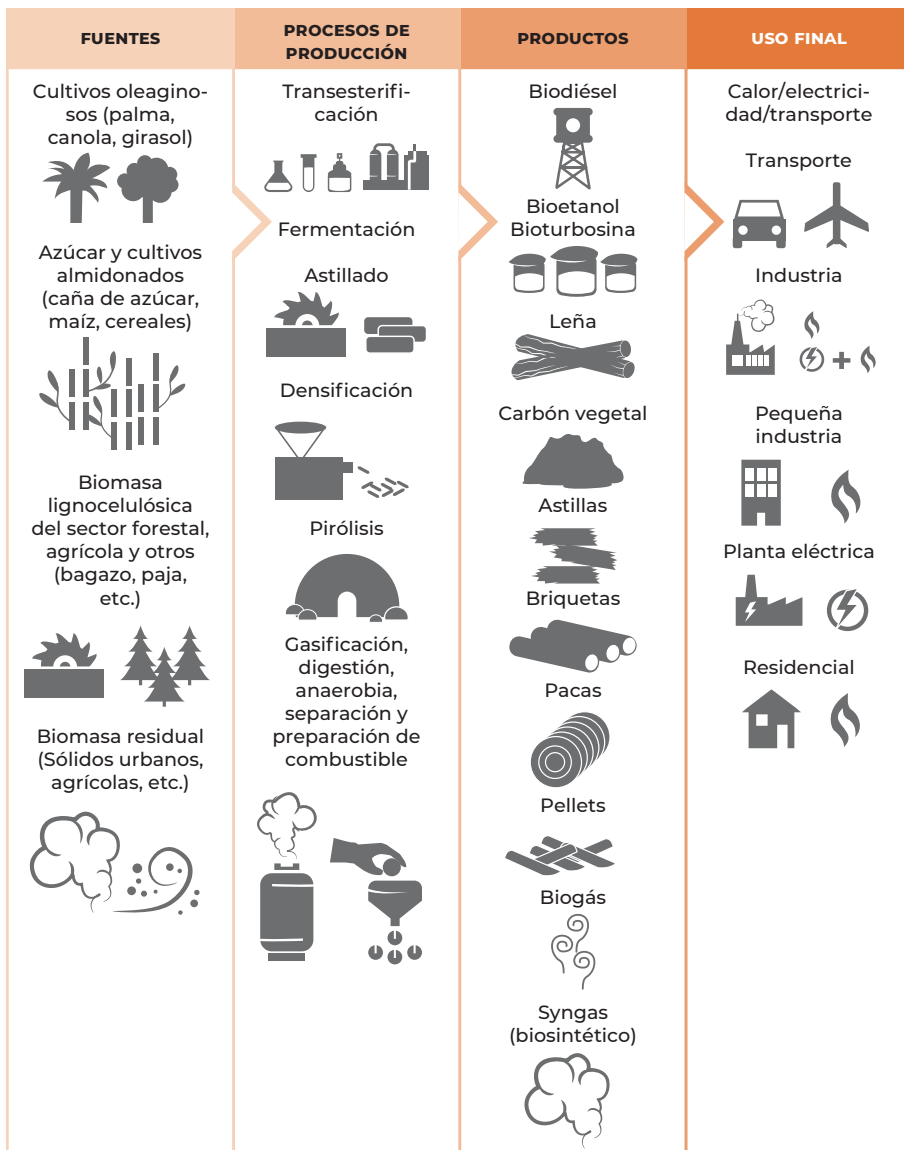 FUENTES
Cultivos oleagino-
sos (palma,
canola, girasol)
Azúcar y cultivos
almidonados
(caña de azúcar,
maíz, cereales)
Biomasa
lignocelulósica
del sector forestal,
agrícola y otros
(bagazo, paja,
etc.)
Biomasa residual
(Sólidos urbanos,
agrícolas, etc.)
PROCESOS DE
PRODUCCIÓN
Transesterifi-
cación
Fermentación
Astillado
Densificación
Pirólisis
Gasificación,
digestión,
anaerobia,
separación y
preparación de
combustible
PRODUCTOS
Biodiésel
Bioetanol
Bioturbosina
Leña
Carbón vegetal
Astillas
Briquetas
Pacas
Pellets
Biogás
Syngas
(biosintético)
USO FINAL
Calor/electrici-
dad/transporte
Transporte
Industria
Pequeña
industria
Planta eléctrica
Residencial